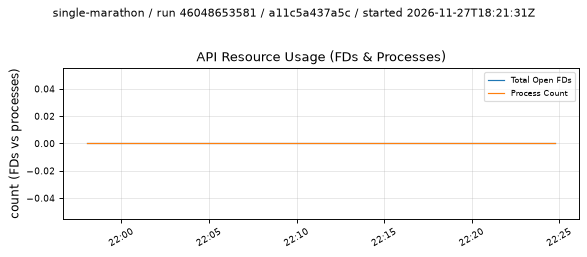 single-marathon / run 46048653581 / a11c5a437a5c / started 2026-11-27T18:21:31Z
API Resource Usage (FDs & Processes)
count (FDs vs processes)
0.04
0.02
0.00
−0.02
−0.04
Total Open FDs
Process Count
22:00
22:05
22:10
22:15
22:20
22:25